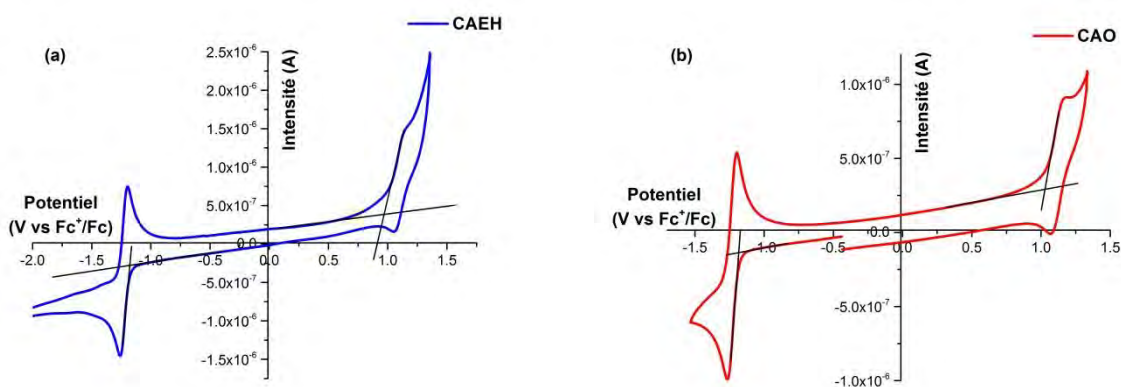 (a)
CAEH
2.5x10⁻⁶
2.0x10⁻⁶
1.5x10⁻⁶
1.0x10⁻⁶
5.0x10⁻⁷
0.0
-5.0x10⁻⁷
-1.0x10⁻⁶
-1.5x10⁻⁶
Intensité (A)
Potentiel
(V vs Fc⁺/Fc)
-2.0 -1.5 -1.0 -0.5 0.0 0.5 1.0 1.5
(b)
CAO
1.0x10⁻⁶
5.0x10⁻⁷
0.0
-5.0x10⁻⁷
-1.0x10⁻⁶
Intensité (A)
Potentiel
(V vs Fc⁺/Fc)
-1.5 -1.0 -0.5 0.0 0.5 1.0 1.5